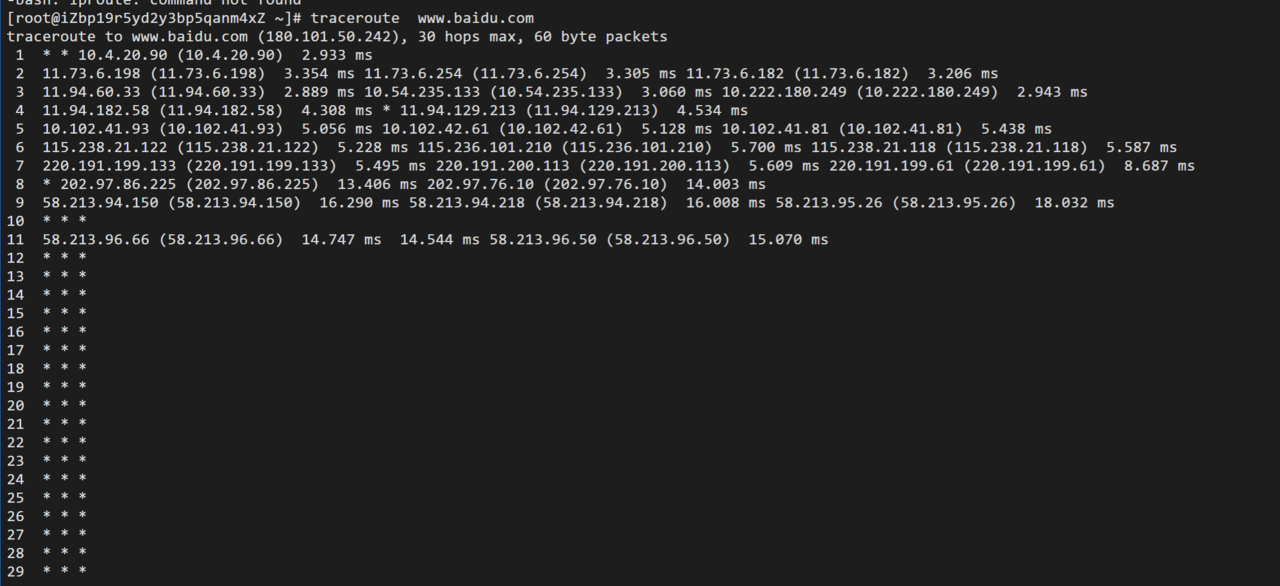 -bash: iproute: command not found
[root@iZbp19r5yd2y3bp5qanm4xZ ~]# traceroute  www.baidu.com
traceroute to www.baidu.com (180.101.50.242), 30 hops max, 60 byte packets
 1  * * 10.4.20.90 (10.4.20.90)  2.933 ms
 2  11.73.6.198 (11.73.6.198)  3.354 ms 11.73.6.254 (11.73.6.254)  3.305 ms 11.73.6.182 (11.73.6.182)  3.206 ms
 3  11.94.60.33 (11.94.60.33)  2.889 ms 10.54.235.133 (10.54.235.133)  3.060 ms 10.222.180.249 (10.222.180.249)  2.943 ms
 4  11.94.182.58 (11.94.182.58)  4.308 ms * 11.94.129.213 (11.94.129.213)  4.534 ms
 5  10.102.41.93 (10.102.41.93)  5.056 ms 10.102.42.61 (10.102.42.61)  5.128 ms 10.102.41.81 (10.102.41.81)  5.438 ms
 6  115.238.21.122 (115.238.21.122)  5.228 ms 115.236.101.210 (115.236.101.210)  5.700 ms 115.238.21.118 (115.238.21.118)  5.587 ms
 7  220.191.199.133 (220.191.199.133)  5.495 ms 220.191.200.113 (220.191.200.113)  5.609 ms 220.191.199.61 (220.191.199.61)  8.687 ms
 8  * 202.97.86.225 (202.97.86.225)  13.406 ms 202.97.76.10 (202.97.76.10)  14.003 ms
 9  58.213.94.150 (58.213.94.150)  16.290 ms 58.213.94.218 (58.213.94.218)  16.008 ms 58.213.95.26 (58.213.95.26)  18.032 ms
10  * * *
11  58.213.96.66 (58.213.96.66)  14.747 ms  14.544 ms 58.213.96.50 (58.213.96.50)  15.070 ms
12  * * *
13  * * *
14  * * *
15  * * *
16  * * *
17  * * *
18  * * *
19  * * *
20  * * *
21  * * *
22  * * *
23  * * *
24  * * *
25  * * *
26  * * *
27  * * *
28  * * *
29  * * *